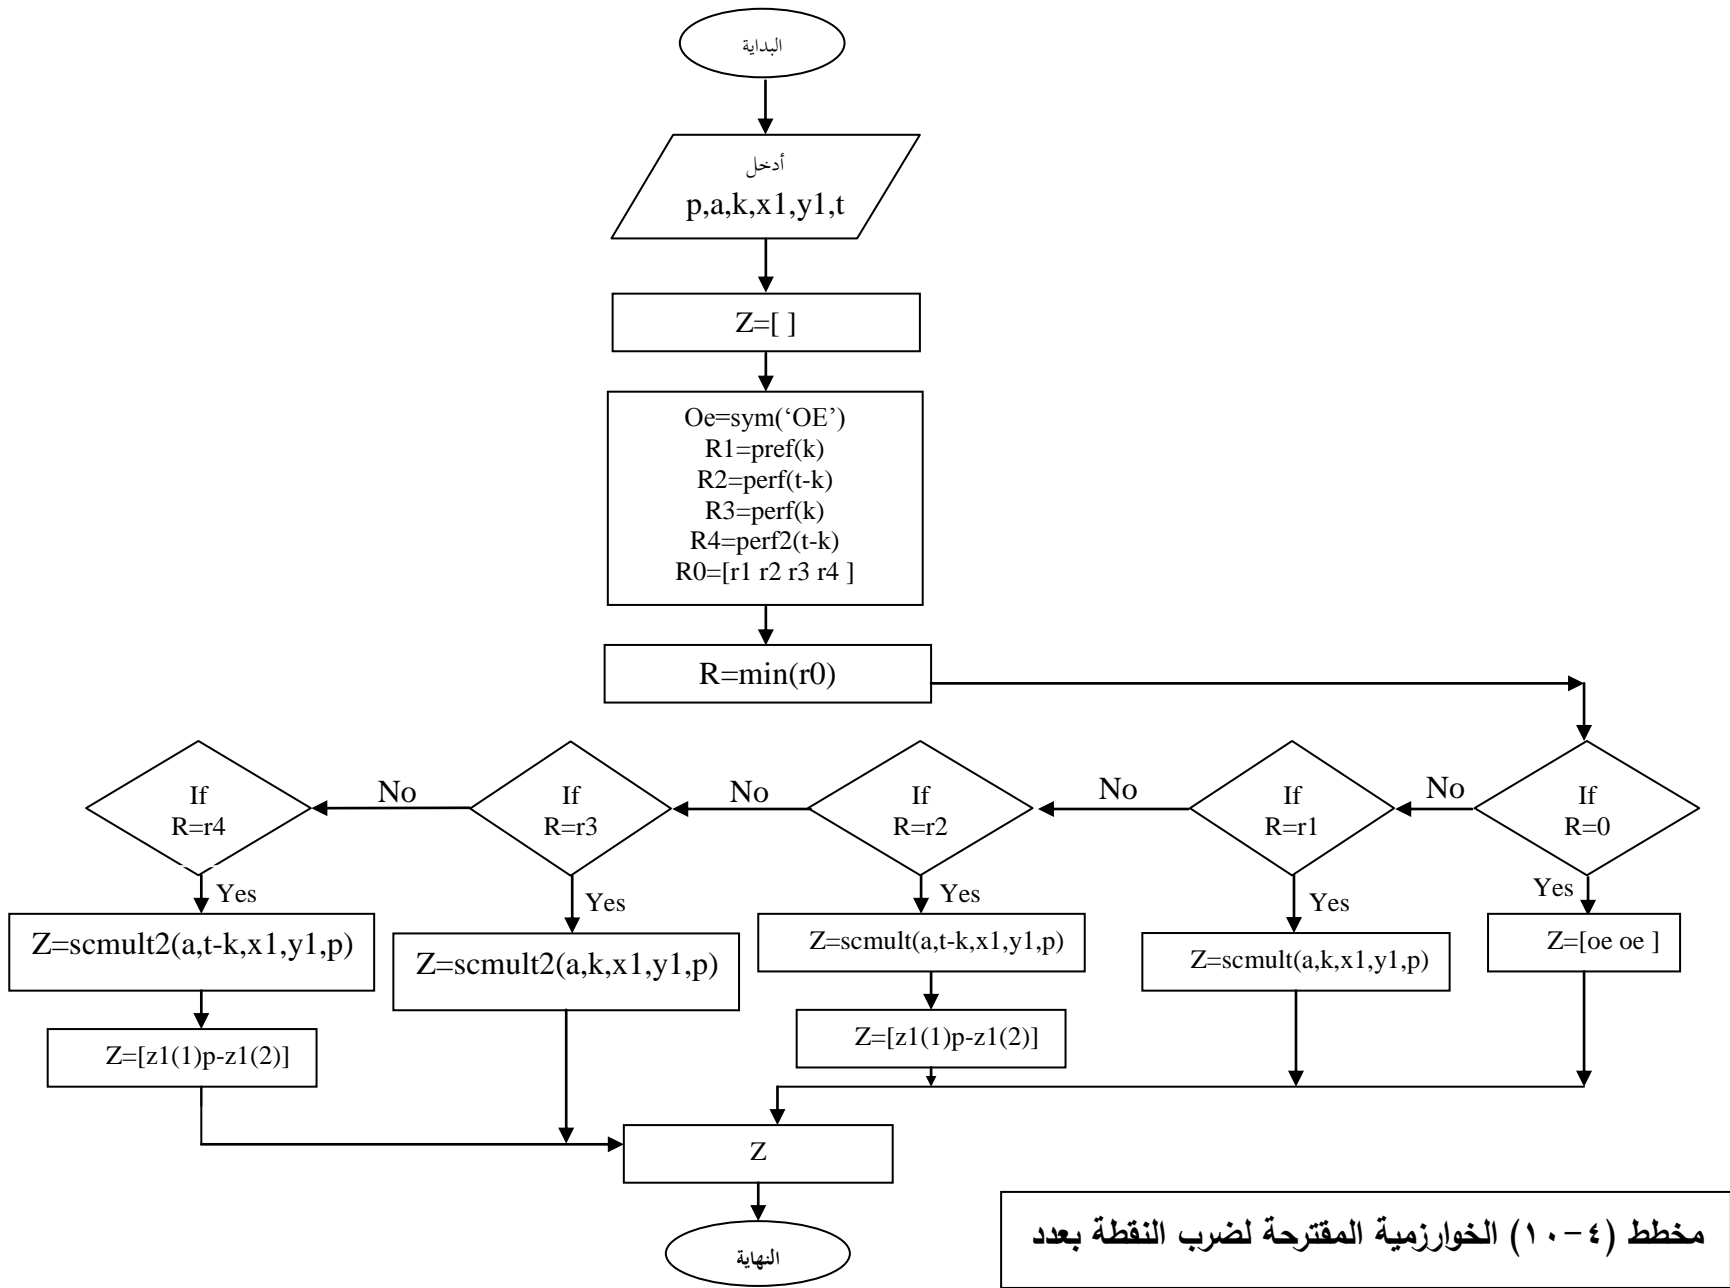 البداية
أدخل
p,a,k,x1,y1,t
Z=[ ]
Oe=sym(‘OE’)
R1=pref(k)
R2=perf(t-k)
R3=perf(k)
R4=perf2(t-k)
R0=[r1 r2 r3 r4 ]
R=min(r0)
If
R=0
No
If
R=r1
No
If
R=r2
No
If
R=r3
No
If
R=r4
Yes
Yes
Yes
Yes
Yes
Z=[oe oe ]
Z=scmult(a,k,x1,y1,p)
Z=scmult(a,t-k,x1,y1,p)
Z=scmult2(a,k,x1,y1,p)
Z=scmult2(a,t-k,x1,y1,p)
Z=[z1(1)p-z1(2)]
Z=[z1(1)p-z1(2)]
Z
النهاية
مخطط (٤-١٠) الخوارزمية المقترحة لضرب النقطة بعدد